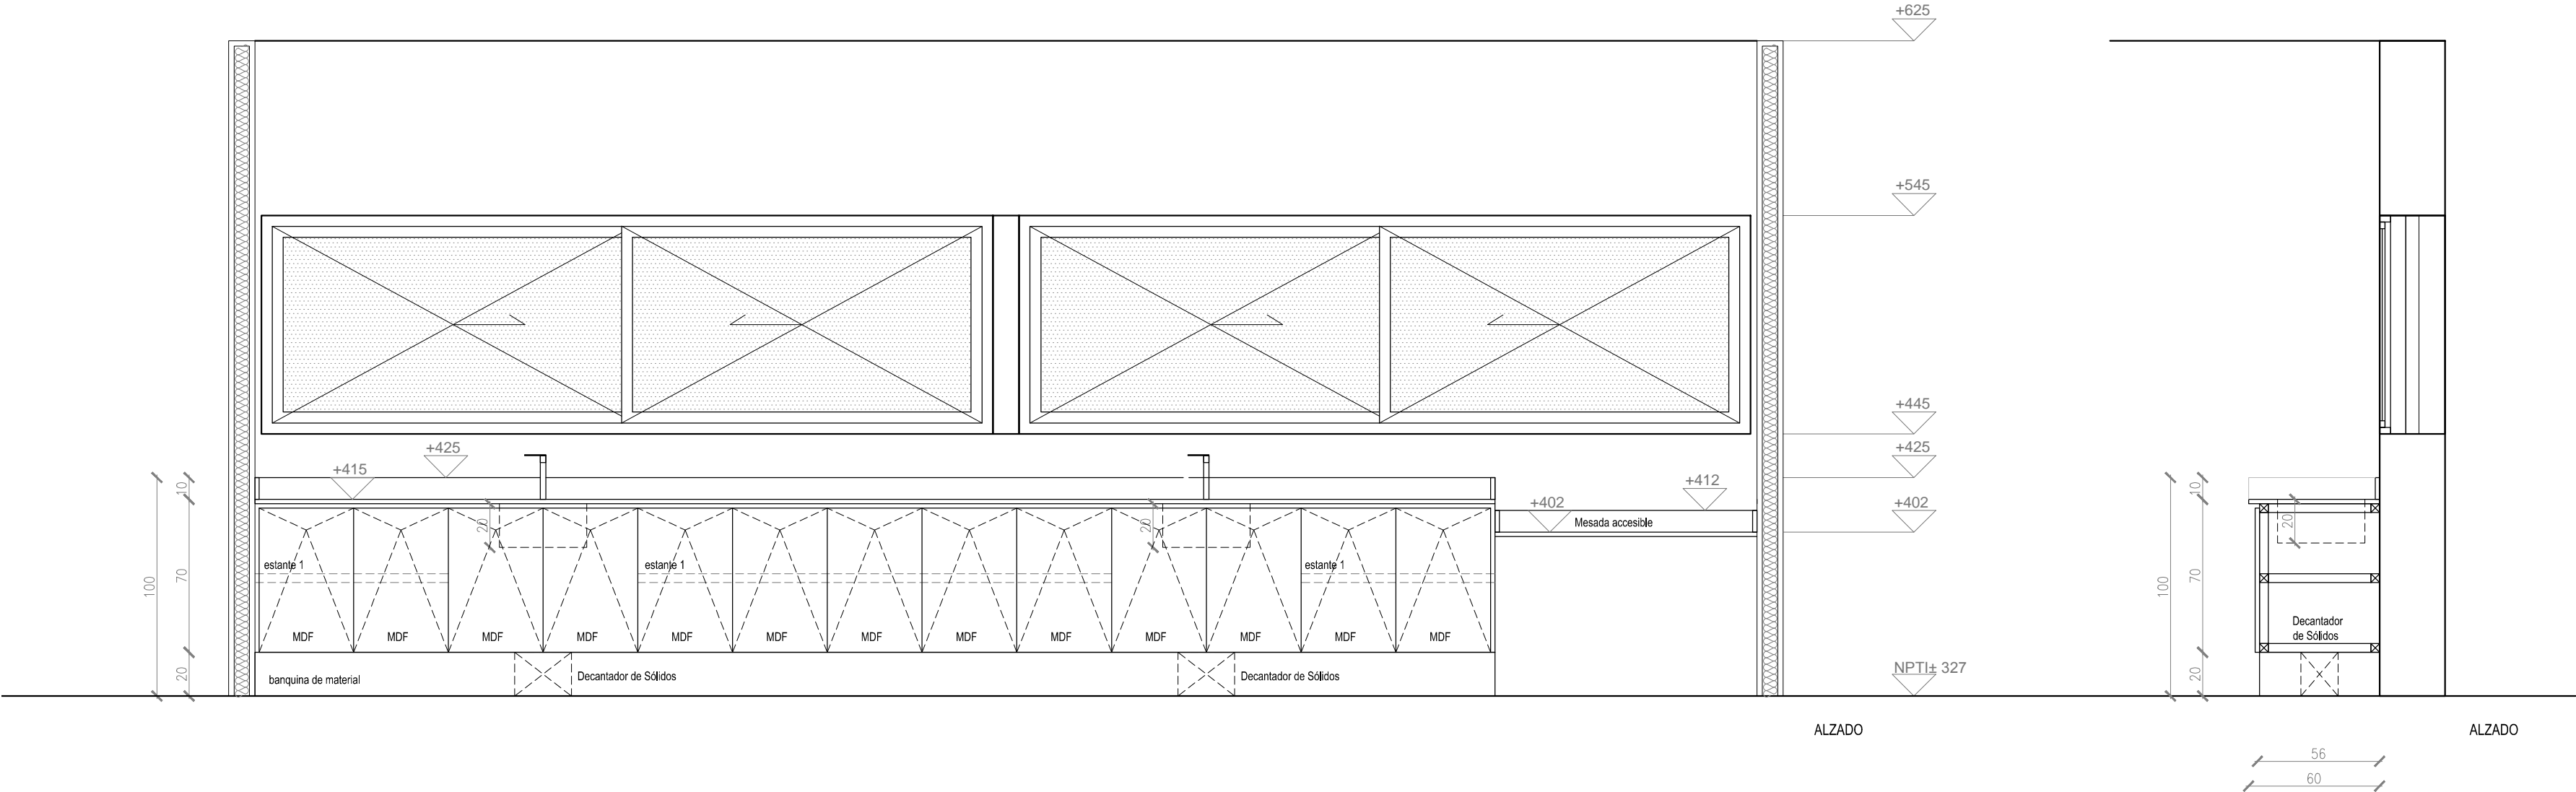 +625
+545
+445
+425
+425
+415
+412
+402
+402
Mesada accesible
10
10
20
20
20
estante 1
estante 1
estante 1
100
70
100
70
MDF
MDF
MDF
MDF
MDF
MDF
MDF
MDF
MDF
MDF
MDF
MDF
MDF
Decantador
de Sólidos
20
banquina de material
Decantador de Sólidos
Decantador de Sólidos
NPTI± 327
20
ALZADO
ALZADO
56
60